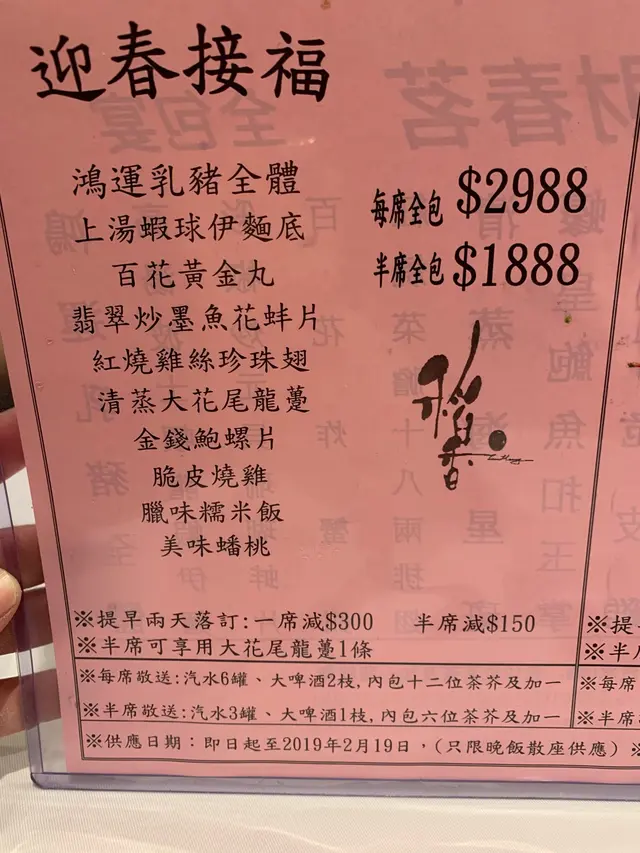 迎春接福
鴻運乳豬全體
上湯蝦球伊麵底
百花黃金丸
翡翠炒墨魚花蚌片
紅燒雞絲珍珠翅
清蒸大花尾龍躉
金錢鮑螺片
脆皮燒雞
臘味糯米飯
美味蟠桃
每席全包 $2988
半席全包 $1888
稻香
※提早兩天落訂:一席減$300 半席減$150
※半席可享用大花尾龍躉1條
※每席敬送:汽水6罐、大啤酒2枝,內包十二位茶芥及加一
※半席敬送:汽水3罐、大啤酒1枝,內包六位茶芥及加一
※供應日期：即日起至2019年2月19日，(只限晚飯散座供應) ※
※提
※半
※每席
※半席